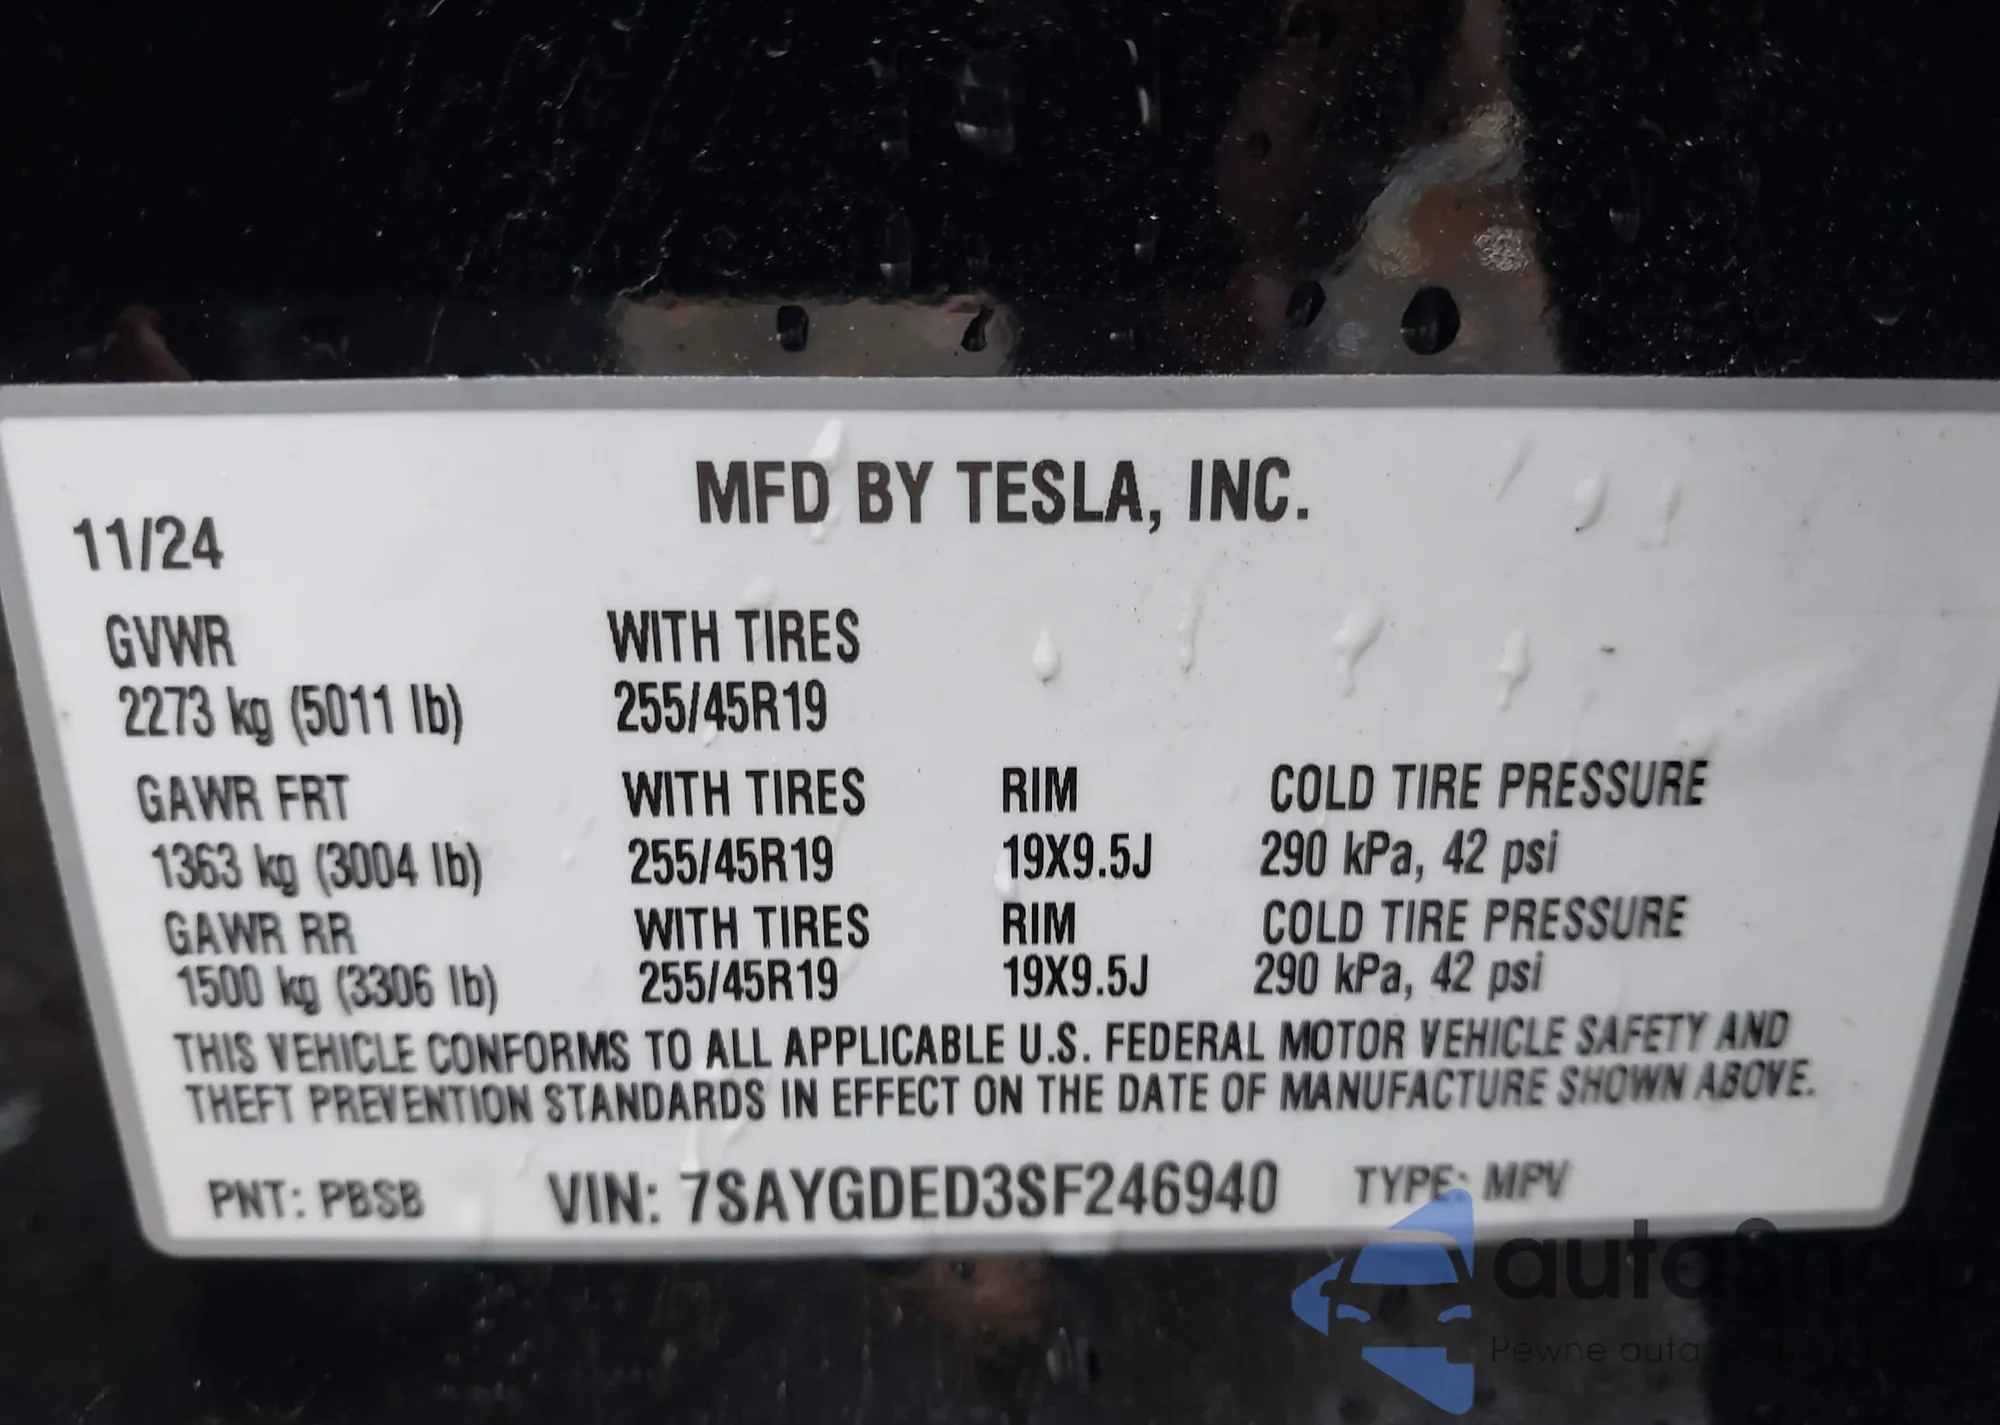 MFD BY TESLA, INC.
11/24
GVWR WITH TIRES
2273 kg (5011 lb) 255/45R19
GAWR FRT WITH TIRES RIM COLD TIRE PRESSURE
1363 kg (3004 lb) 255/45R19 19X9.5J 290 kPa, 42 psi
GAWR RR WITH TIRES RIM COLD TIRE PRESSURE
1500 kg (3306 lb) 255/45R19 19X9.5J 290 kPa, 42 psi
THIS VEHICLE CONFORMS TO ALL APPLICABLE U.S. FEDERAL MOTOR VEHICLE SAFETY AND
THEFT PREVENTION STANDARDS IN EFFECT ON THE DATE OF MANUFACTURE SHOWN ABOVE.
PNT: PBSB VIN: 7SAYGDED3SF246940 TYPE: MPV
autaSnap
Pewne auta